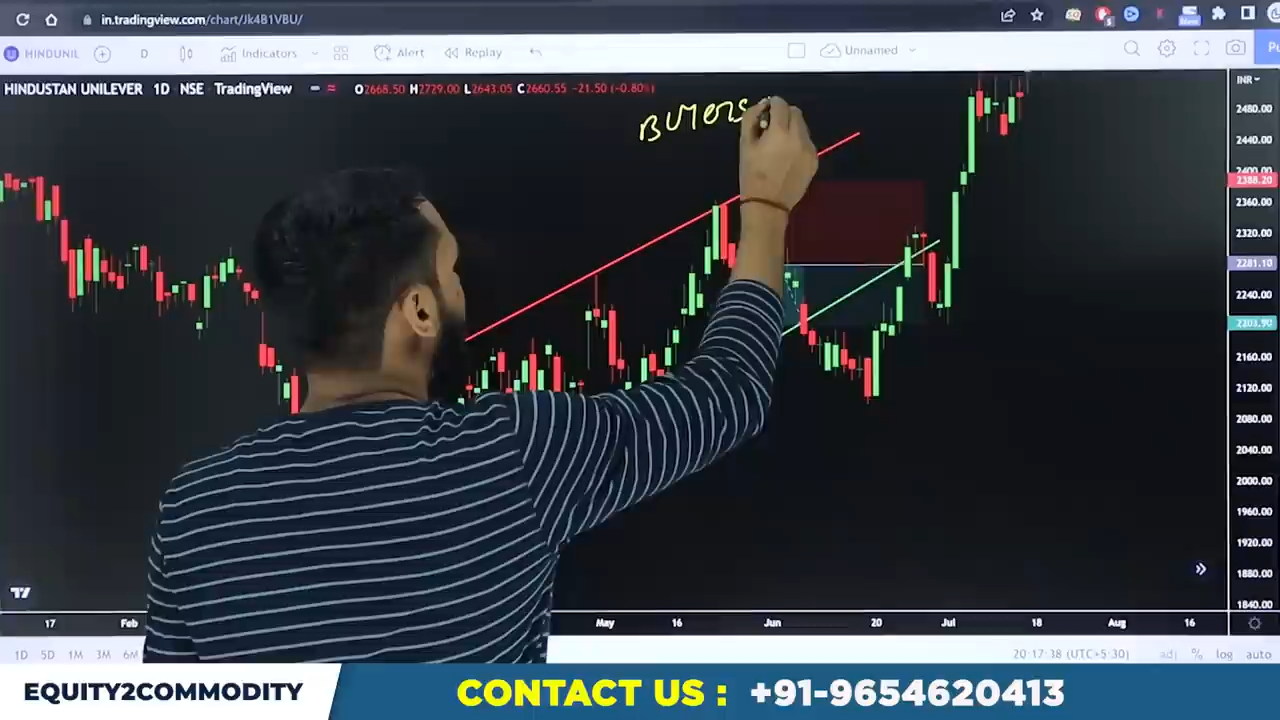 in.tradingview.com/chart/Jk4B1VBU/
HINDUNIL D Indicators Alert Replay Unnamed
HINDUSTAN UNILEVER 1D NSE TradingView O2668.50 H2729.00 L2643.05 C2660.55 -21.50 (-0.80%)
INR
BUYERS
2480.00
2440.00
2400.00
2388.20
2360.00
2320.00
2281.10
2240.00
2203.90
2160.00
2120.00
2080.00
2040.00
2000.00
1960.00
1920.00
1880.00
1840.00
17 Feb May 16 Jun 20 Jul 18 Aug 16
1D 5D 1M 3M 6M 20:17:38 (UTC+5:30) adj % log auto
EQUITY2COMMODITY CONTACT US : +91-9654620413